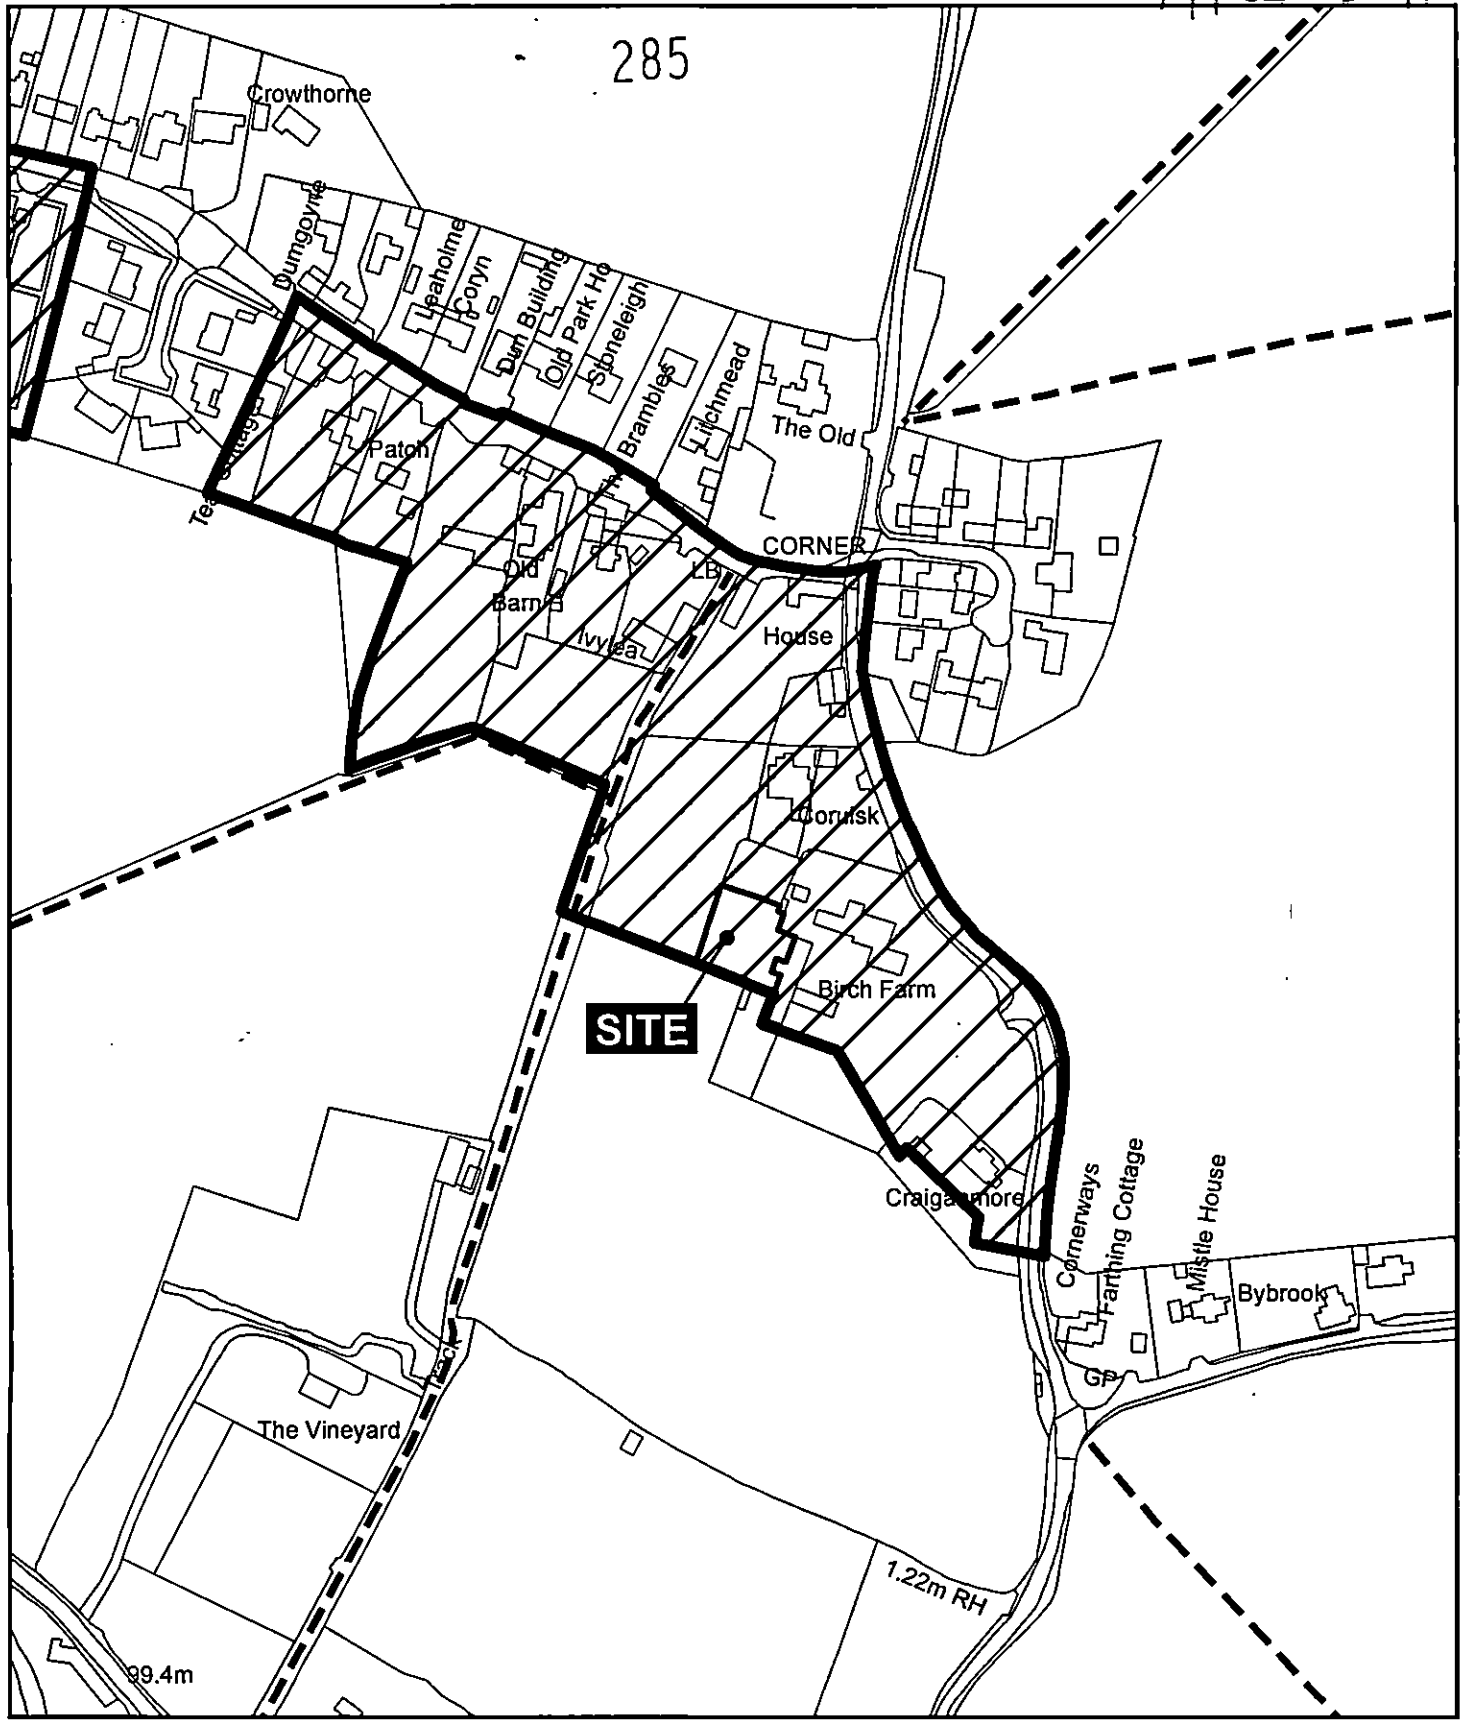 285
Crowthorne
Dumgoyne
Leaholme
Coryn
Dun Building
Old Park Ho
Stoneleigh
Brambles
Litchmead
The Old
Patch
CORNER
Old
Barn
LB
Ivylea
House
Coruisk
Birch Farm
SITE
Craiganmore
Cornerways
Farthing Cottage
Mistle House
Bybrook
GP
Track
The Vineyard
1.22m RH
99.4m